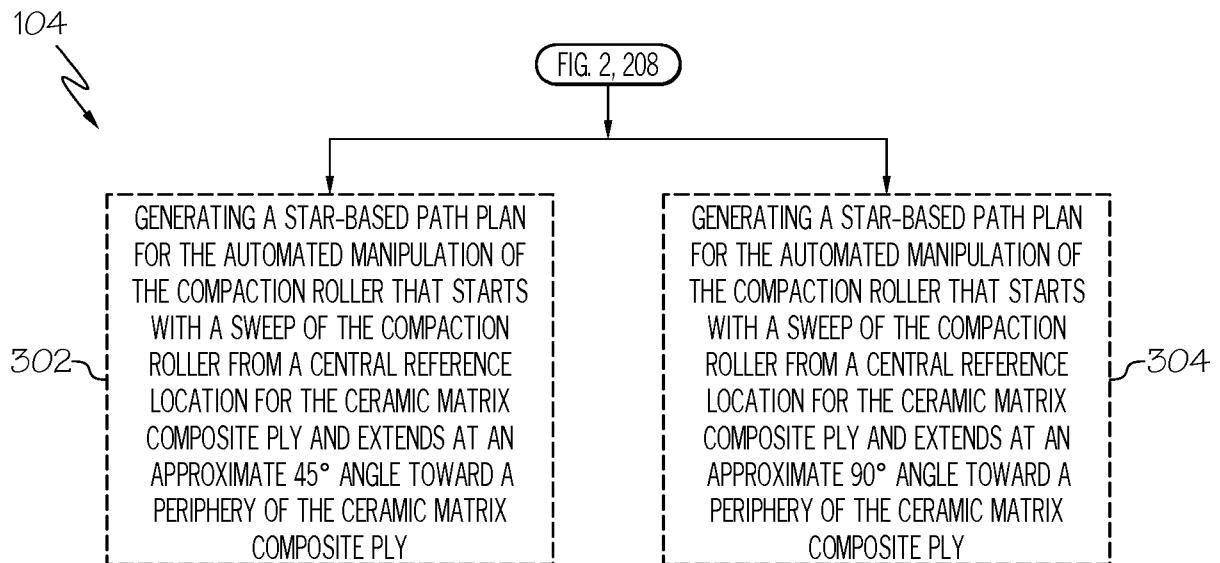 104
FIG. 2, 208
GENERATING A STAR-BASED PATH PLAN
FOR THE AUTOMATED MANIPULATION OF
THE COMPACTION ROLLER THAT STARTS
WITH A SWEEP OF THE COMPACTION
ROLLER FROM A CENTRAL REFERENCE
LOCATION FOR THE CERAMIC MATRIX
COMPOSITE PLY AND EXTENDS AT AN
APPROXIMATE 45° ANGLE TOWARD A
PERIPHERY OF THE CERAMIC MATRIX
COMPOSITE PLY
302
GENERATING A STAR-BASED PATH PLAN
FOR THE AUTOMATED MANIPULATION OF
THE COMPACTION ROLLER THAT STARTS
WITH A SWEEP OF THE COMPACTION
ROLLER FROM A CENTRAL REFERENCE
LOCATION FOR THE CERAMIC MATRIX
COMPOSITE PLY AND EXTENDS AT AN
APPROXIMATE 90° ANGLE TOWARD A
PERIPHERY OF THE CERAMIC MATRIX
COMPOSITE PLY
304